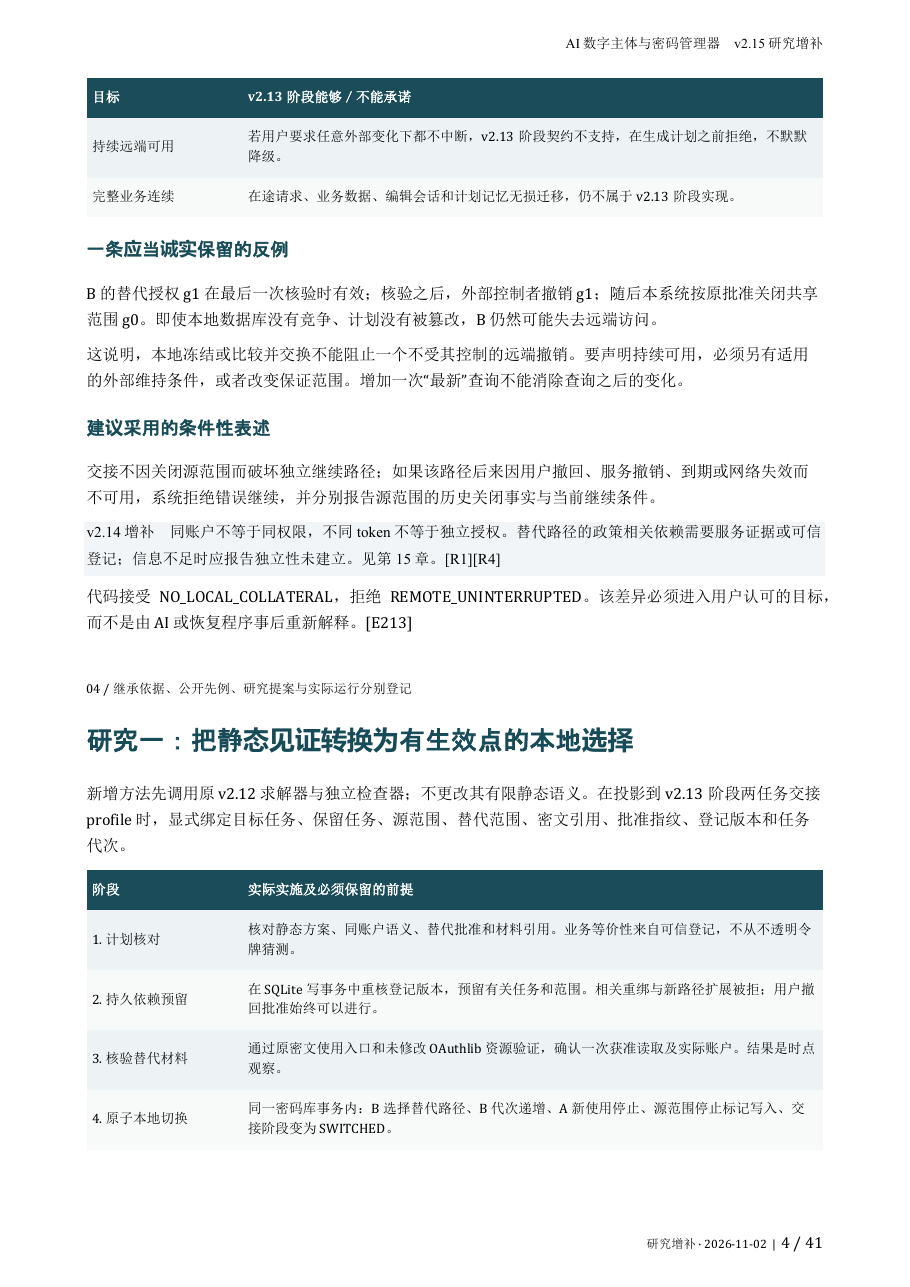 AI 数字主体与密码管理器 v2.15 研究增补
目标 v2.13 阶段能够 / 不能承诺
持续远端可用 若用户要求任意外部变化下都不中断，v2.13 阶段契约不支持，在生成计划之前拒绝，不默默
降级。
完整业务连续 在途请求、业务数据、编辑会话和计划记忆无损迁移，仍不属于 v2.13 阶段实现。
一条应当诚实保留的反例
B 的替代授权 g1 在最后一次核验时有效；核验之后，外部控制者撤销 g1；随后本系统按原批准关闭共享
范围 g0。即使本地数据库没有竞争、计划没有被篡改，B 仍然可能失去远端访问。
这说明，本地冻结或比较并交换不能阻止一个不受其控制的远端撤销。要声明持续可用，必须另有适用
的外部维持条件，或者改变保证范围。增加一次“最新”查询不能消除查询之后的变化。
建议采用的条件性表述
交接不因关闭源范围而破坏独立继续路径；如果该路径后来因用户撤回、服务撤销、到期或网络失效而
不可用，系统拒绝错误继续，并分别报告源范围的历史关闭事实与当前继续条件。
v2.14 增补 同账户不等于同权限，不同 token 不等于独立授权。替代路径的政策相关依赖需要服务证据或可信
登记；信息不足时应报告独立性未建立。见第 15 章。[R1][R4]
代码接受 NO_LOCAL_COLLATERAL，拒绝 REMOTE_UNINTERRUPTED。该差异必须进入用户认可的目标，
而不是由 AI 或恢复程序事后重新解释。[E213]
04 / 继承依据、公开先例、研究提案与实际运行分别登记
研究一：把静态见证转换为有生效点的本地选择
新增方法先调用原 v2.12 求解器与独立检查器；不更改其有限静态语义。在投影到 v2.13 阶段两任务交接
profile 时，显式绑定目标任务、保留任务、源范围、替代范围、密文引用、批准指纹、登记版本和任务
代次。
阶段 实际实施及必须保留的前提
1. 计划核对 核对静态方案、同账户语义、替代批准和材料引用。业务等价性来自可信登记，不从不透明令
牌猜测。
2. 持久依赖预留 在 SQLite 写事务中重核登记版本，预留有关任务和范围。相关重绑与新路径扩展被拒；用户撤
回批准始终可以进行。
3. 核验替代材料 通过原密文使用入口和未修改 OAuthlib 资源验证，确认一次获准读取及实际账户。结果是时点
观察。
4. 原子本地切换 同一密码库事务内：B 选择替代路径、B 代次递增、A 新使用停止、源范围停止标记写入、交
接阶段变为 SWITCHED。
研究增补 · 2026-11-02 | 4 / 41